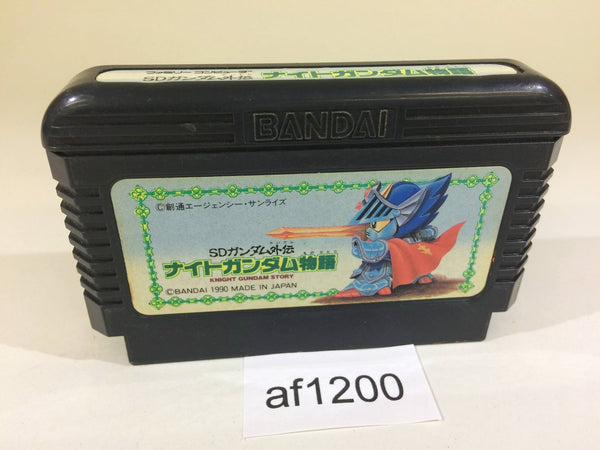 ファミリー コンピュータ
SDガンダム外伝
ナイトガンダム物語
BANDAI
©創通エージェンシー・サンライズ
SDガンダム外伝
ナイトガンダム物語
KNIGHT GUNDAM STORY
©BANDAI 1990 MADE IN JAPAN
af1200